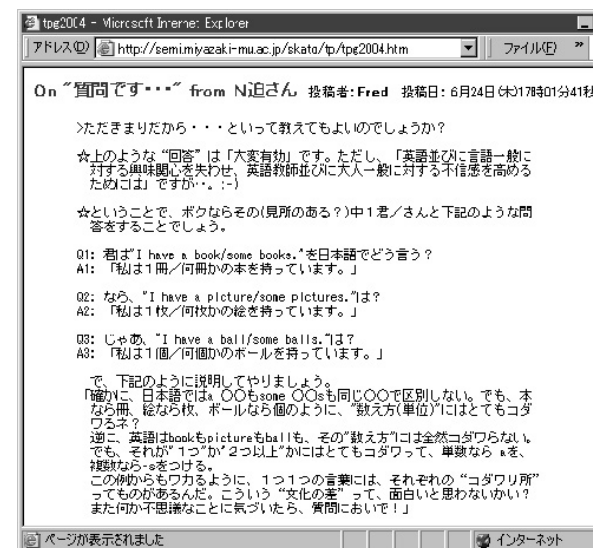 tpg2004 - Microsoft Internet Explorer
アドレス(D) http://semi.miyazaki-mu.ac.jp/skato/tp/tpg2004.htm ファイル(F) »
On "質問です・・・" from N迫さん 投稿者:Fred 投稿日: 6月24日(木)17時01分41秒
>ただきまりだから・・・といって教えてもよいのでしょうか?
☆上のような“回答”は「大変有効」です。ただし、「英語並びに言語一般に
対する興味関心を失わせ、英語教師並びに大人一般に対する不信感を高める
ためには」ですが・・。:-)
☆ということで、ボクならその(見所のある?)中1君/さんと下記のような問
答をすることでしょう。
Q1: 君は"I have a book/some books."を日本語でどう言う?
A1: 「私は1冊/何冊かの本を持っています。」
Q2: なら、"I have a picture/some pictures."は?
A2: 「私は1枚/何枚かの絵を持っています。」
Q3: じゃあ、"I have a ball/some balls."は?
A3: 「私は1個/何個かのボールを持っています。」
で、下記のように説明してやりましょう。
「確かに、日本語ではa 〇〇もsome 〇〇sも同じ〇〇で区別しない。でも、本
なら冊、絵なら枚、ボールなら個のように、"数え方(単位)"にはとてもコダ
ワるネ?
逆に、英語はbookもpictureもballも、その"数え方"には全然コダワらない。
でも、それが"1つ"か"2つ以上"かにはとてもコダワって、単数なら aを、
複数なら-sをつける。
この例からもワカるように、1つ1つの言葉には、それぞれの “コダワリ所”
ってものがあるんだ。こういう “文化の差” って、面白いと思わないかい?
また何か不思議なことに気づいたら、質問においで!」
ページが表示されました インターネット